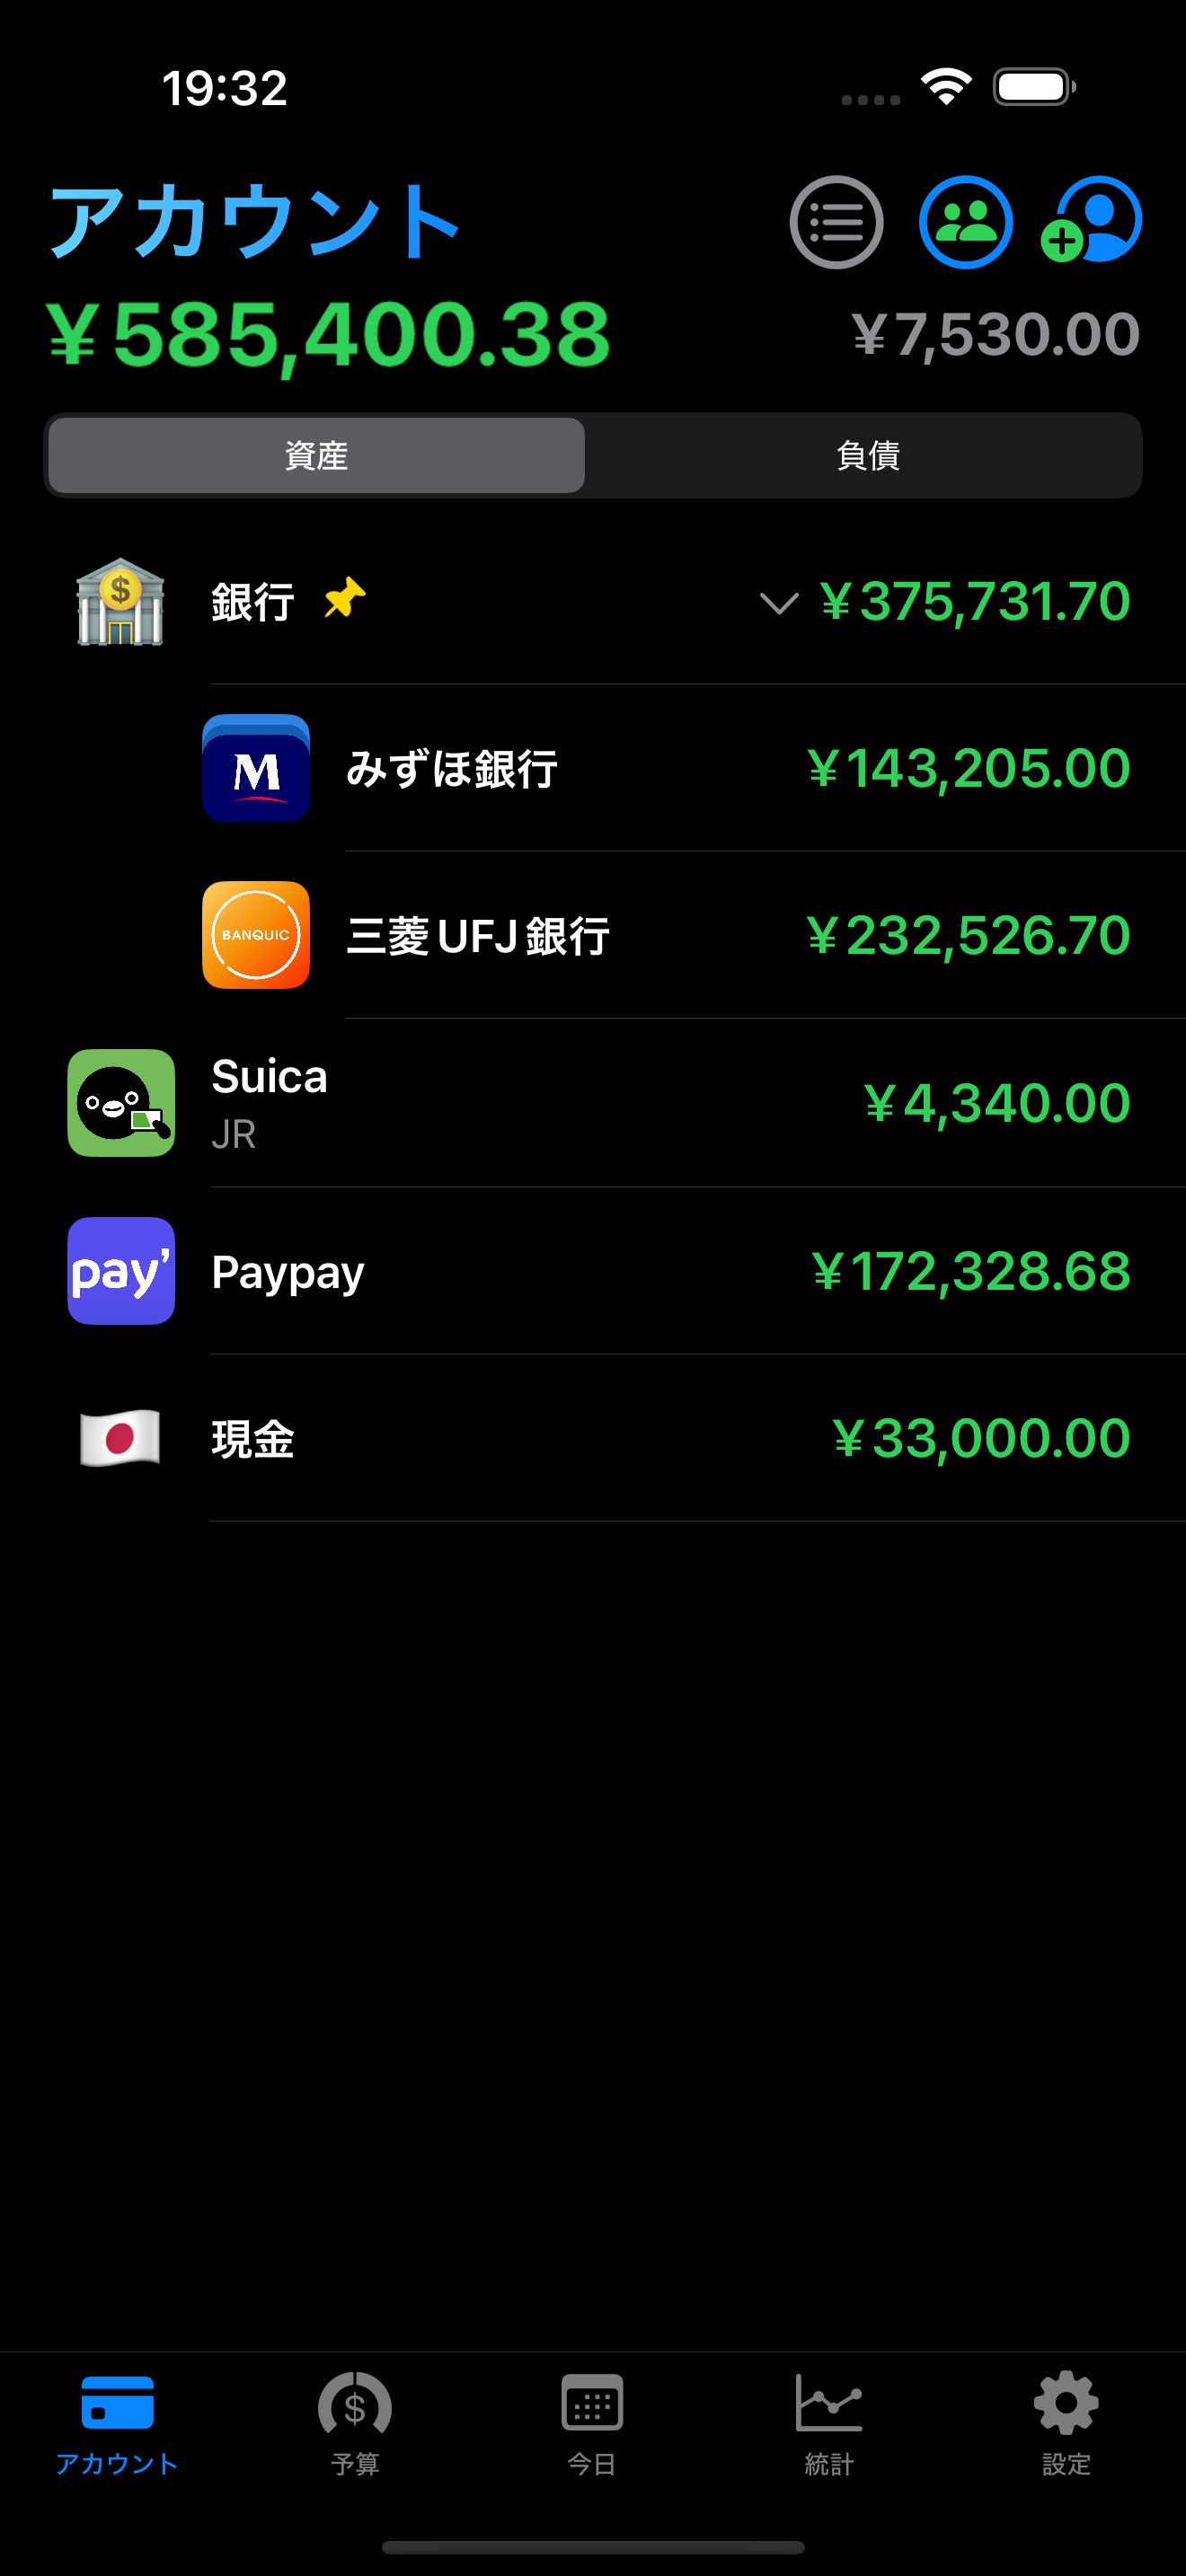 19:32
アカウント
¥585,400.38
¥7,530.00
資産
負債
銀行
¥375,731.70
M
みずほ銀行
¥143,205.00
BANQUIC
三菱UFJ銀行
¥232,526.70
Suica
JR
¥4,340.00
pay'
Paypay
¥172,328.68
現金
¥33,000.00
アカウント
予算
今日
統計
設定